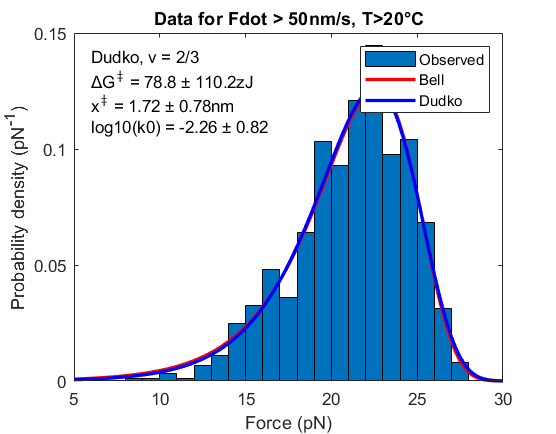 Data for Fdot > 50nm/s, T>20°C
Dudko, ν = 2/3
ΔG‡ = 78.8 ± 110.2zJ
x‡ = 1.72 ± 0.78nm
log10(k0) = -2.26 ± 0.82
Observed
Bell
Dudko
Probability density (pN-1)
0.15
0.1
0.05
0
5 10 15 20 25 30
Force (pN)